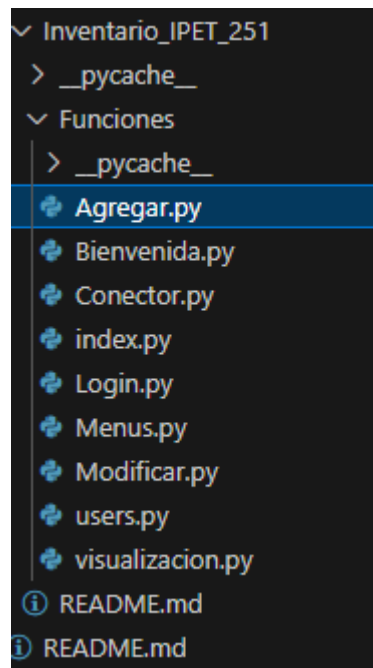 Inventario_IPET_251
__pycache__
Funciones
__pycache__
Agregar.py
Bienvenida.py
Conector.py
index.py
Login.py
Menus.py
Modificar.py
users.py
visualizacion.py
README.md
README.md